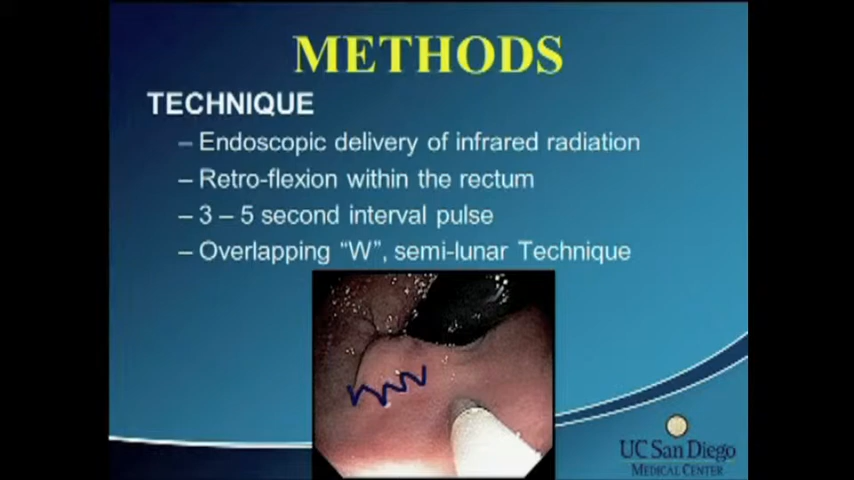 METHODS
TECHNIQUE
– Endoscopic delivery of infrared radiation
– Retro-flexion within the rectum
– 3 – 5 second interval pulse
– Overlapping “W”, semi-lunar Technique
UC San Diego
MEDICAL CENTER